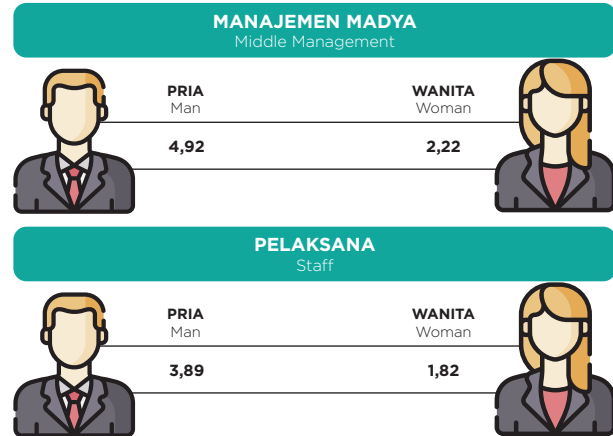 MANAJEMEN MADYA
Middle Management
PRIA WANITA
Man Woman
4,92 2,22
PELAKSANA
Staff
PRIA WANITA
Man Woman
3,89 1,82